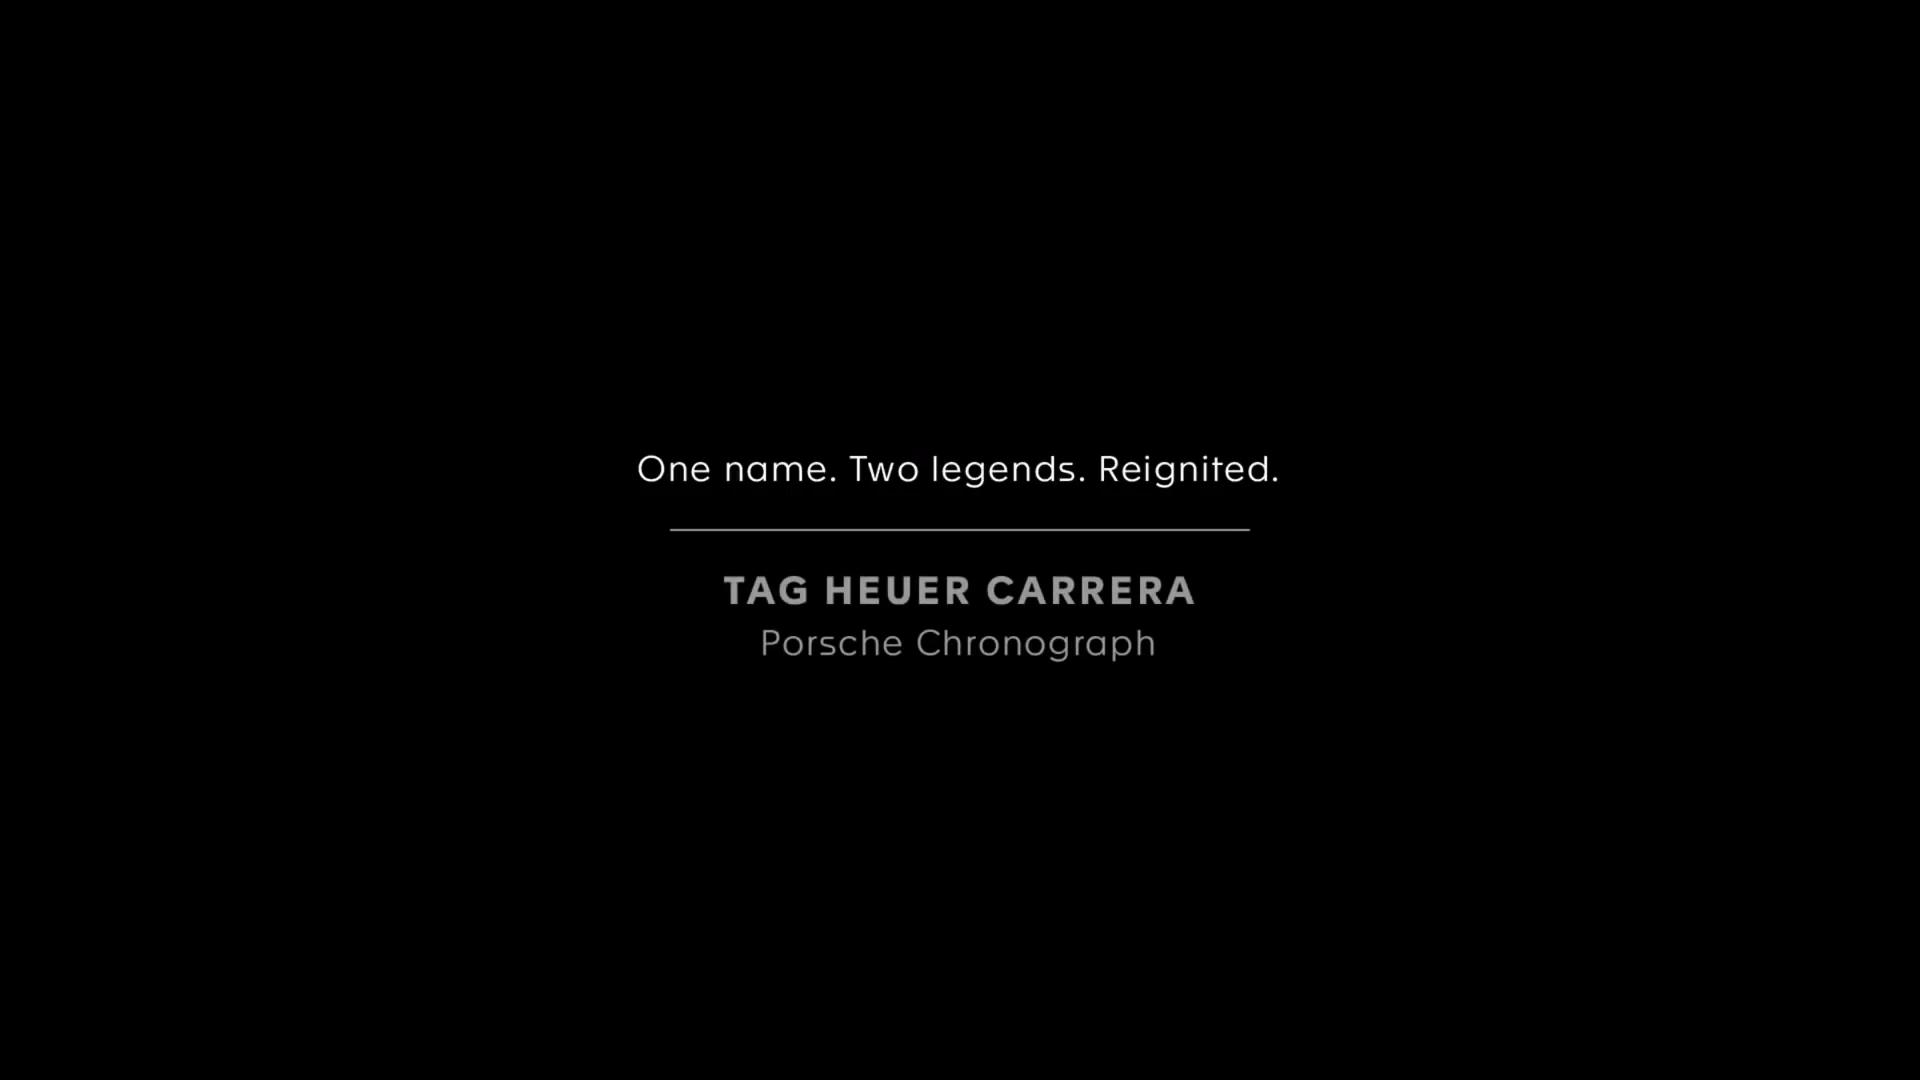 One name. Two legends. Reignited.
TAG HEUER CARRERA
Porsche Chronograph